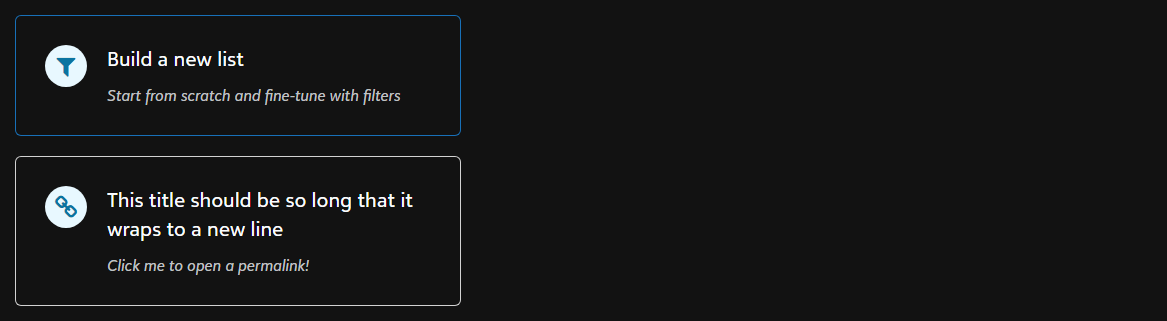 Build a new list
Start from scratch and fine-tune with filters
This title should be so long that it
wraps to a new line
Click me to open a permalink!